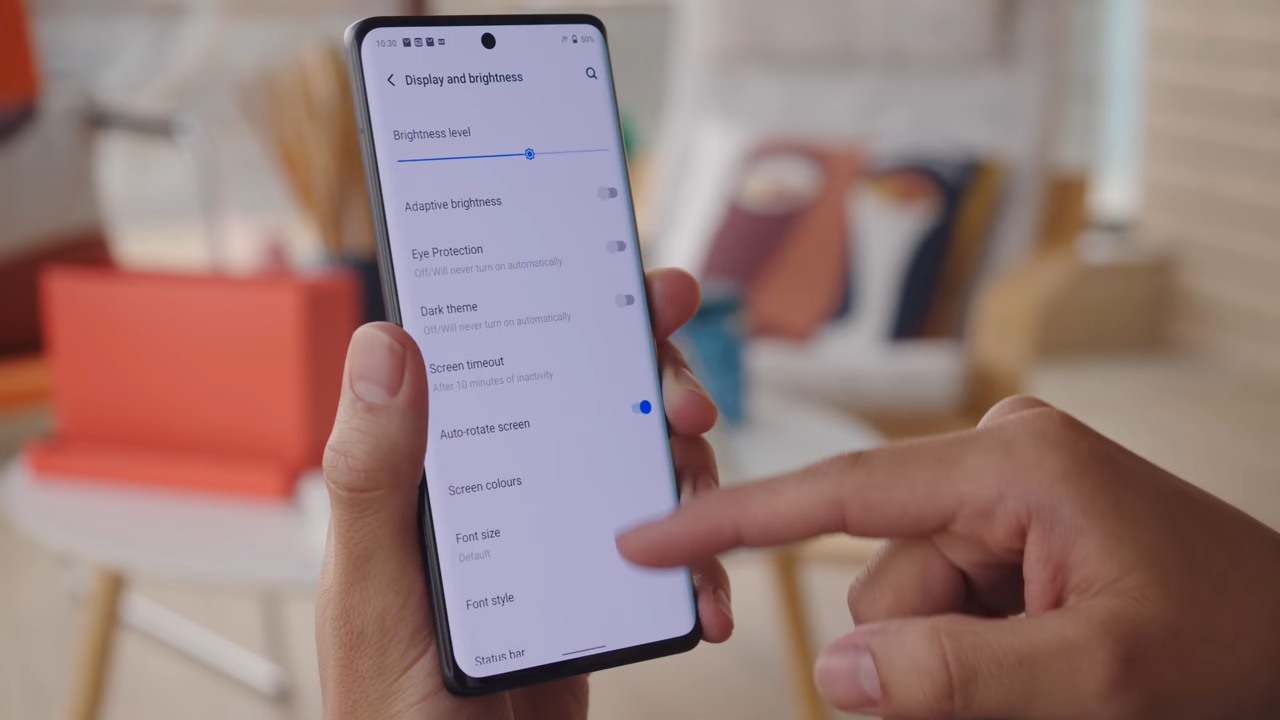 10:30
50%
Display and brightness
Brightness level
Adaptive brightness
Eye Protection
Off/Will never turn on automatically
Dark theme
Off/Will never turn on automatically
Screen timeout
After 10 minutes of inactivity
Auto-rotate screen
Screen colours
Font size
Default
Font style
Status bar